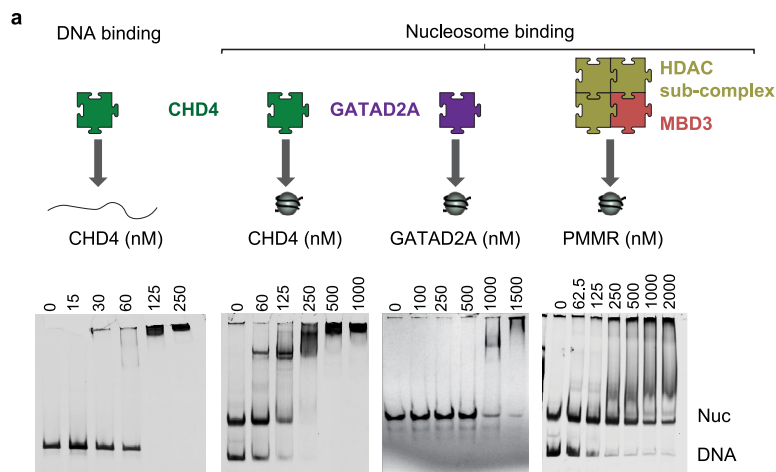 a
DNA binding
Nucleosome binding
CHD4
GATAD2A
HDAC
sub-complex
MBD3
CHD4 (nM)
CHD4 (nM)
GATAD2A (nM)
PMMR (nM)
0 15 30 60 125 250
0 60 125 250 500 1000
0 100 250 500 1000 1500
0 62.5 125 250 500 1000 2000
Nuc
DNA